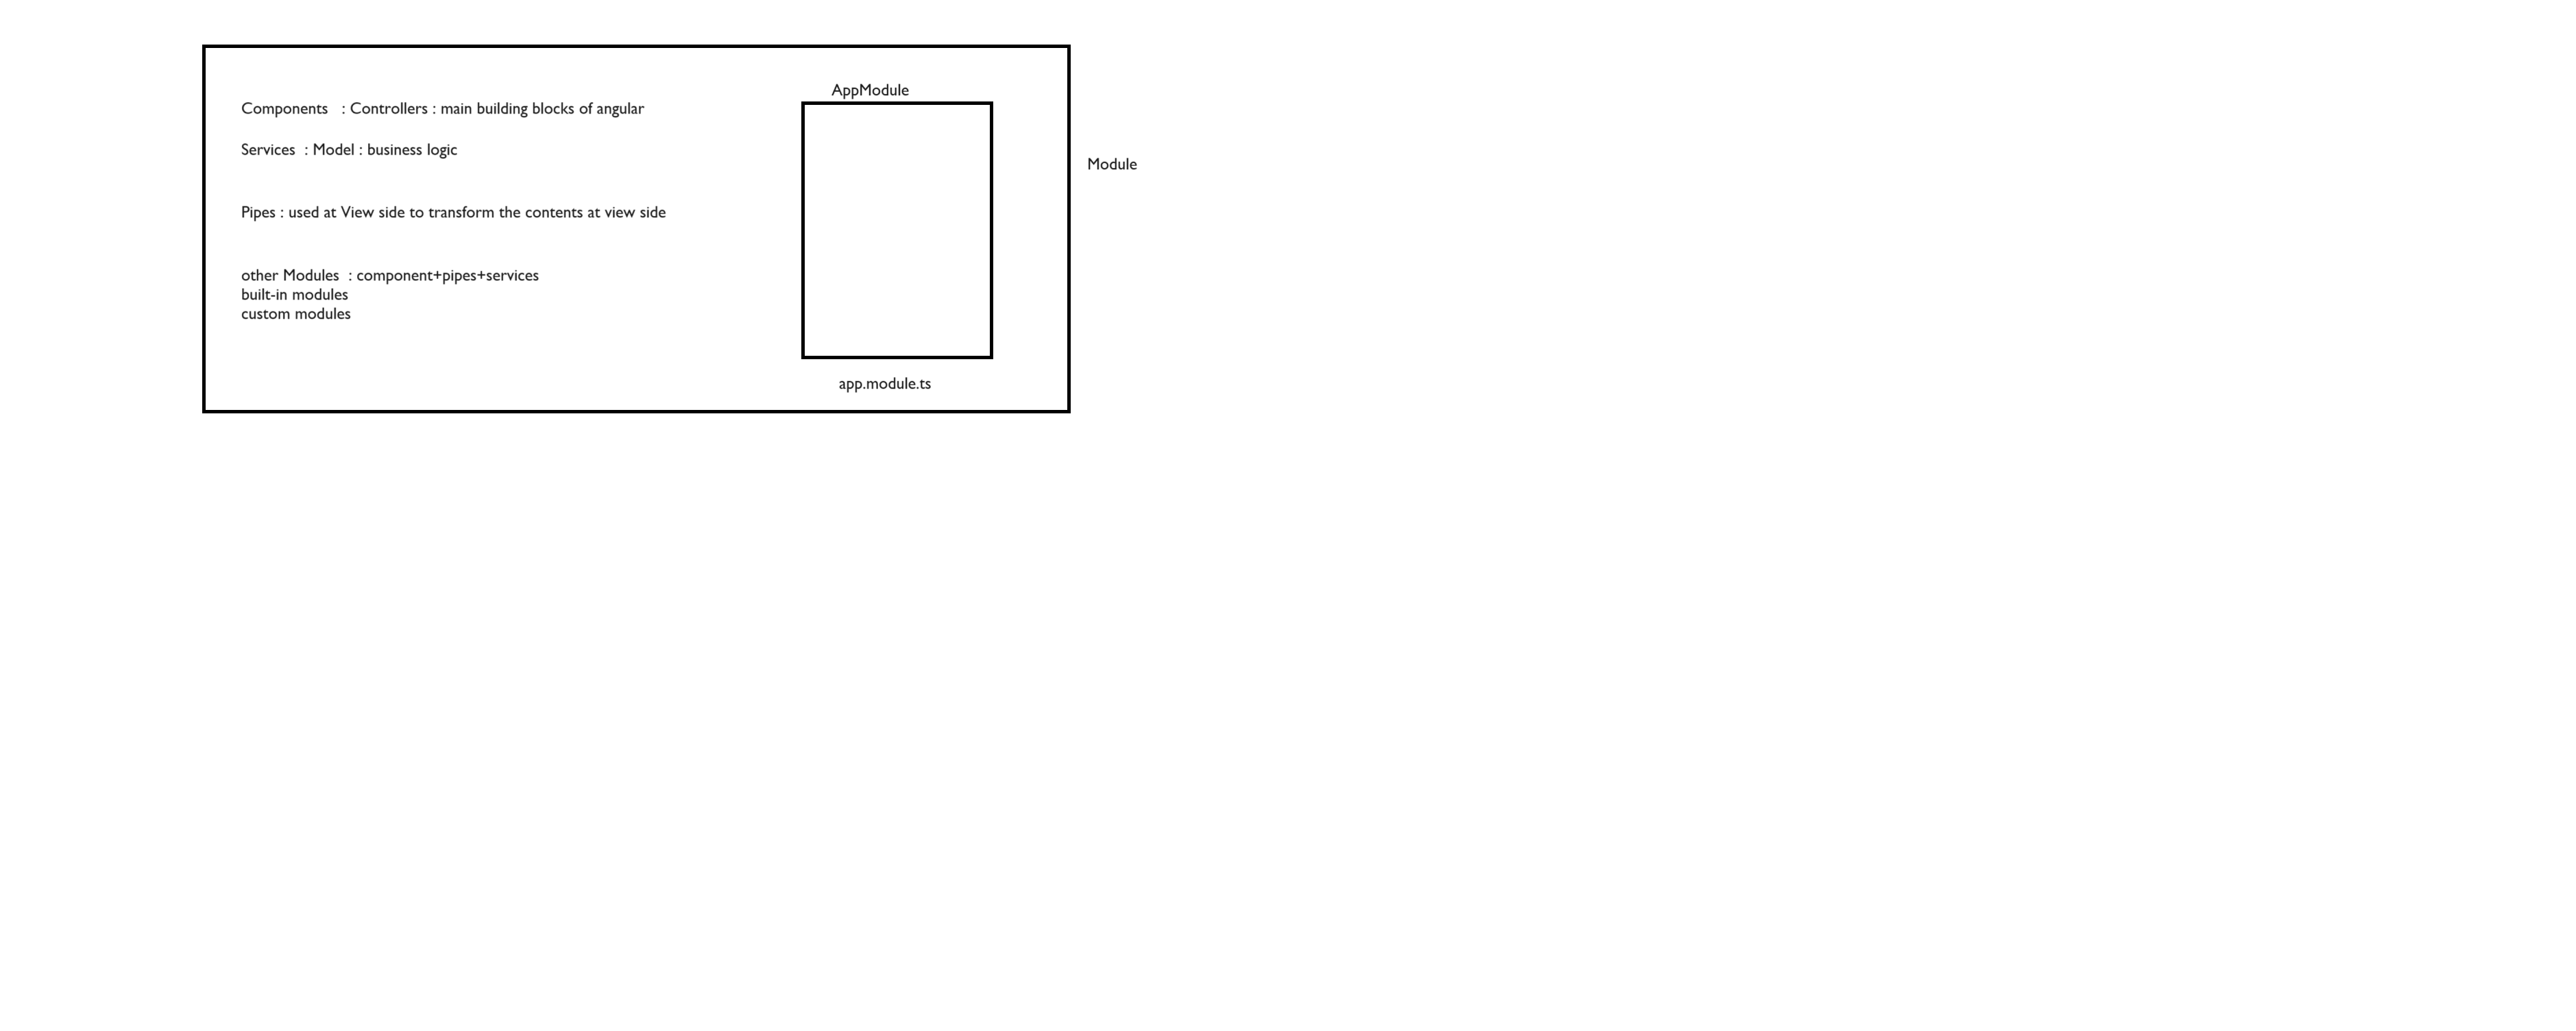 AppModule
Components : Controllers : main building blocks of angular
Services : Model : business logic
Module
Pipes : used at View side to transform the contents at view side
other Modules : component+pipes+services
built-in modules
custom modules
app.module.ts